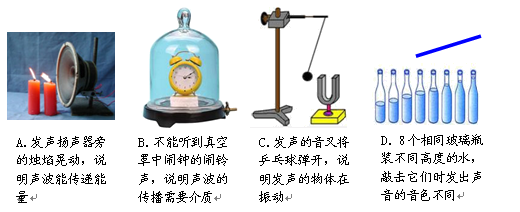 A.发声扬声器旁
的烛焰晃动，说
明声波能传递能
量↵
B.不能听到真空
罩中闹钟的闹铃
声，说明声波的
传播需要介质↵
C.发声的音叉将
乒乓球弹开，说
明发声的物体在
振动↵
D.8个相同玻璃瓶
装不同高度的水，
敲击它们时发出声
音的音色不同↵